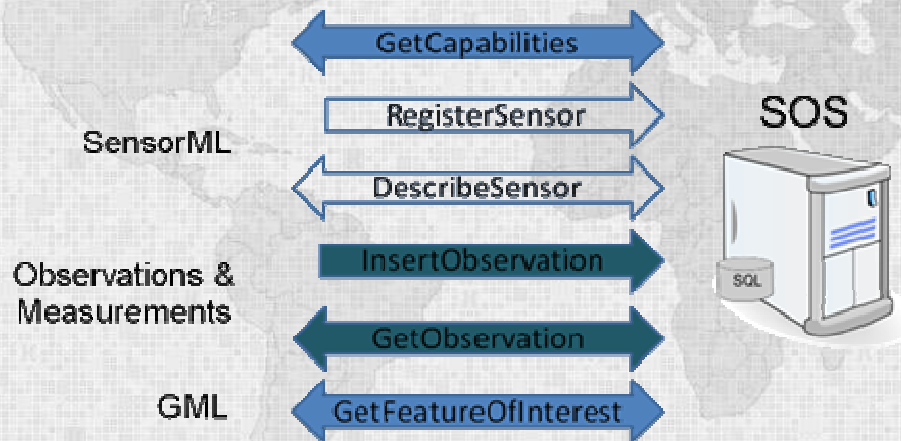 GetCapabilities
SensorML
RegisterSensor
DescribeSensor
SOS
SQL
Observations &
Measurements
InsertObservation
GetObservation
GML
GetFeatureOfInterest